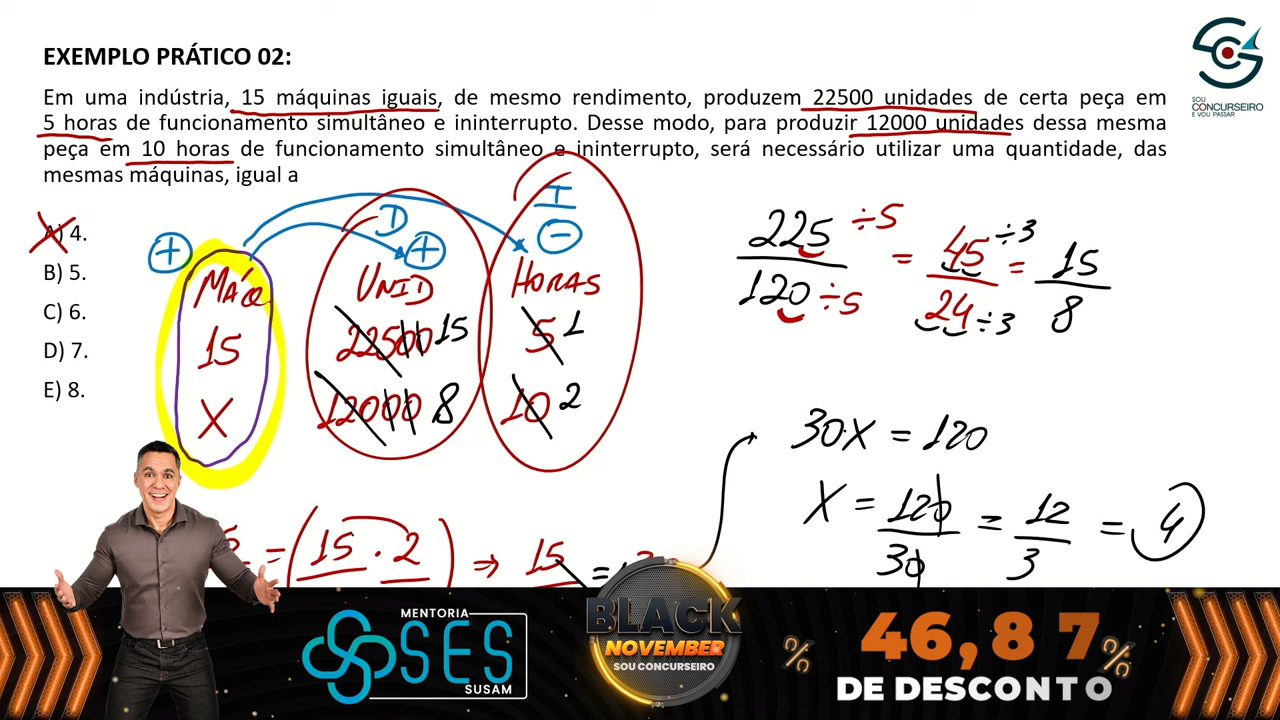 EXEMPLO PRÁTICO 02:
Em uma indústria, 15 máquinas iguais, de mesmo rendimento, produzem 22500 unidades de certa peça em
5 horas de funcionamento simultâneo e ininterrupto. Desse modo, para produzir 12000 unidades dessa mesma
peça em 10 horas de funcionamento simultâneo e ininterrupto, será necessário utilizar uma quantidade, das
mesmas máquinas, igual a
A) 4.
B) 5.
C) 6.
D) 7.
E) 8.
D I
+ + −
MÁQ UNID HORAS
15 22500 15 5 1
X 12000 8 10 2
= (15 . 2) ⇒ 15 =
225 ÷5 = 45 ÷3 = 15
120 ÷5 24 ÷3 8
30.X = 120
X = 120 = 12 = 4
30 3
SOU
CONCURSEIRO
E VOU PASSAR
MENTORIA
SES
SUSAM
BLACK
NOVEMBER
SOU CONCURSEIRO
% 46,87%
DE DESCONTO